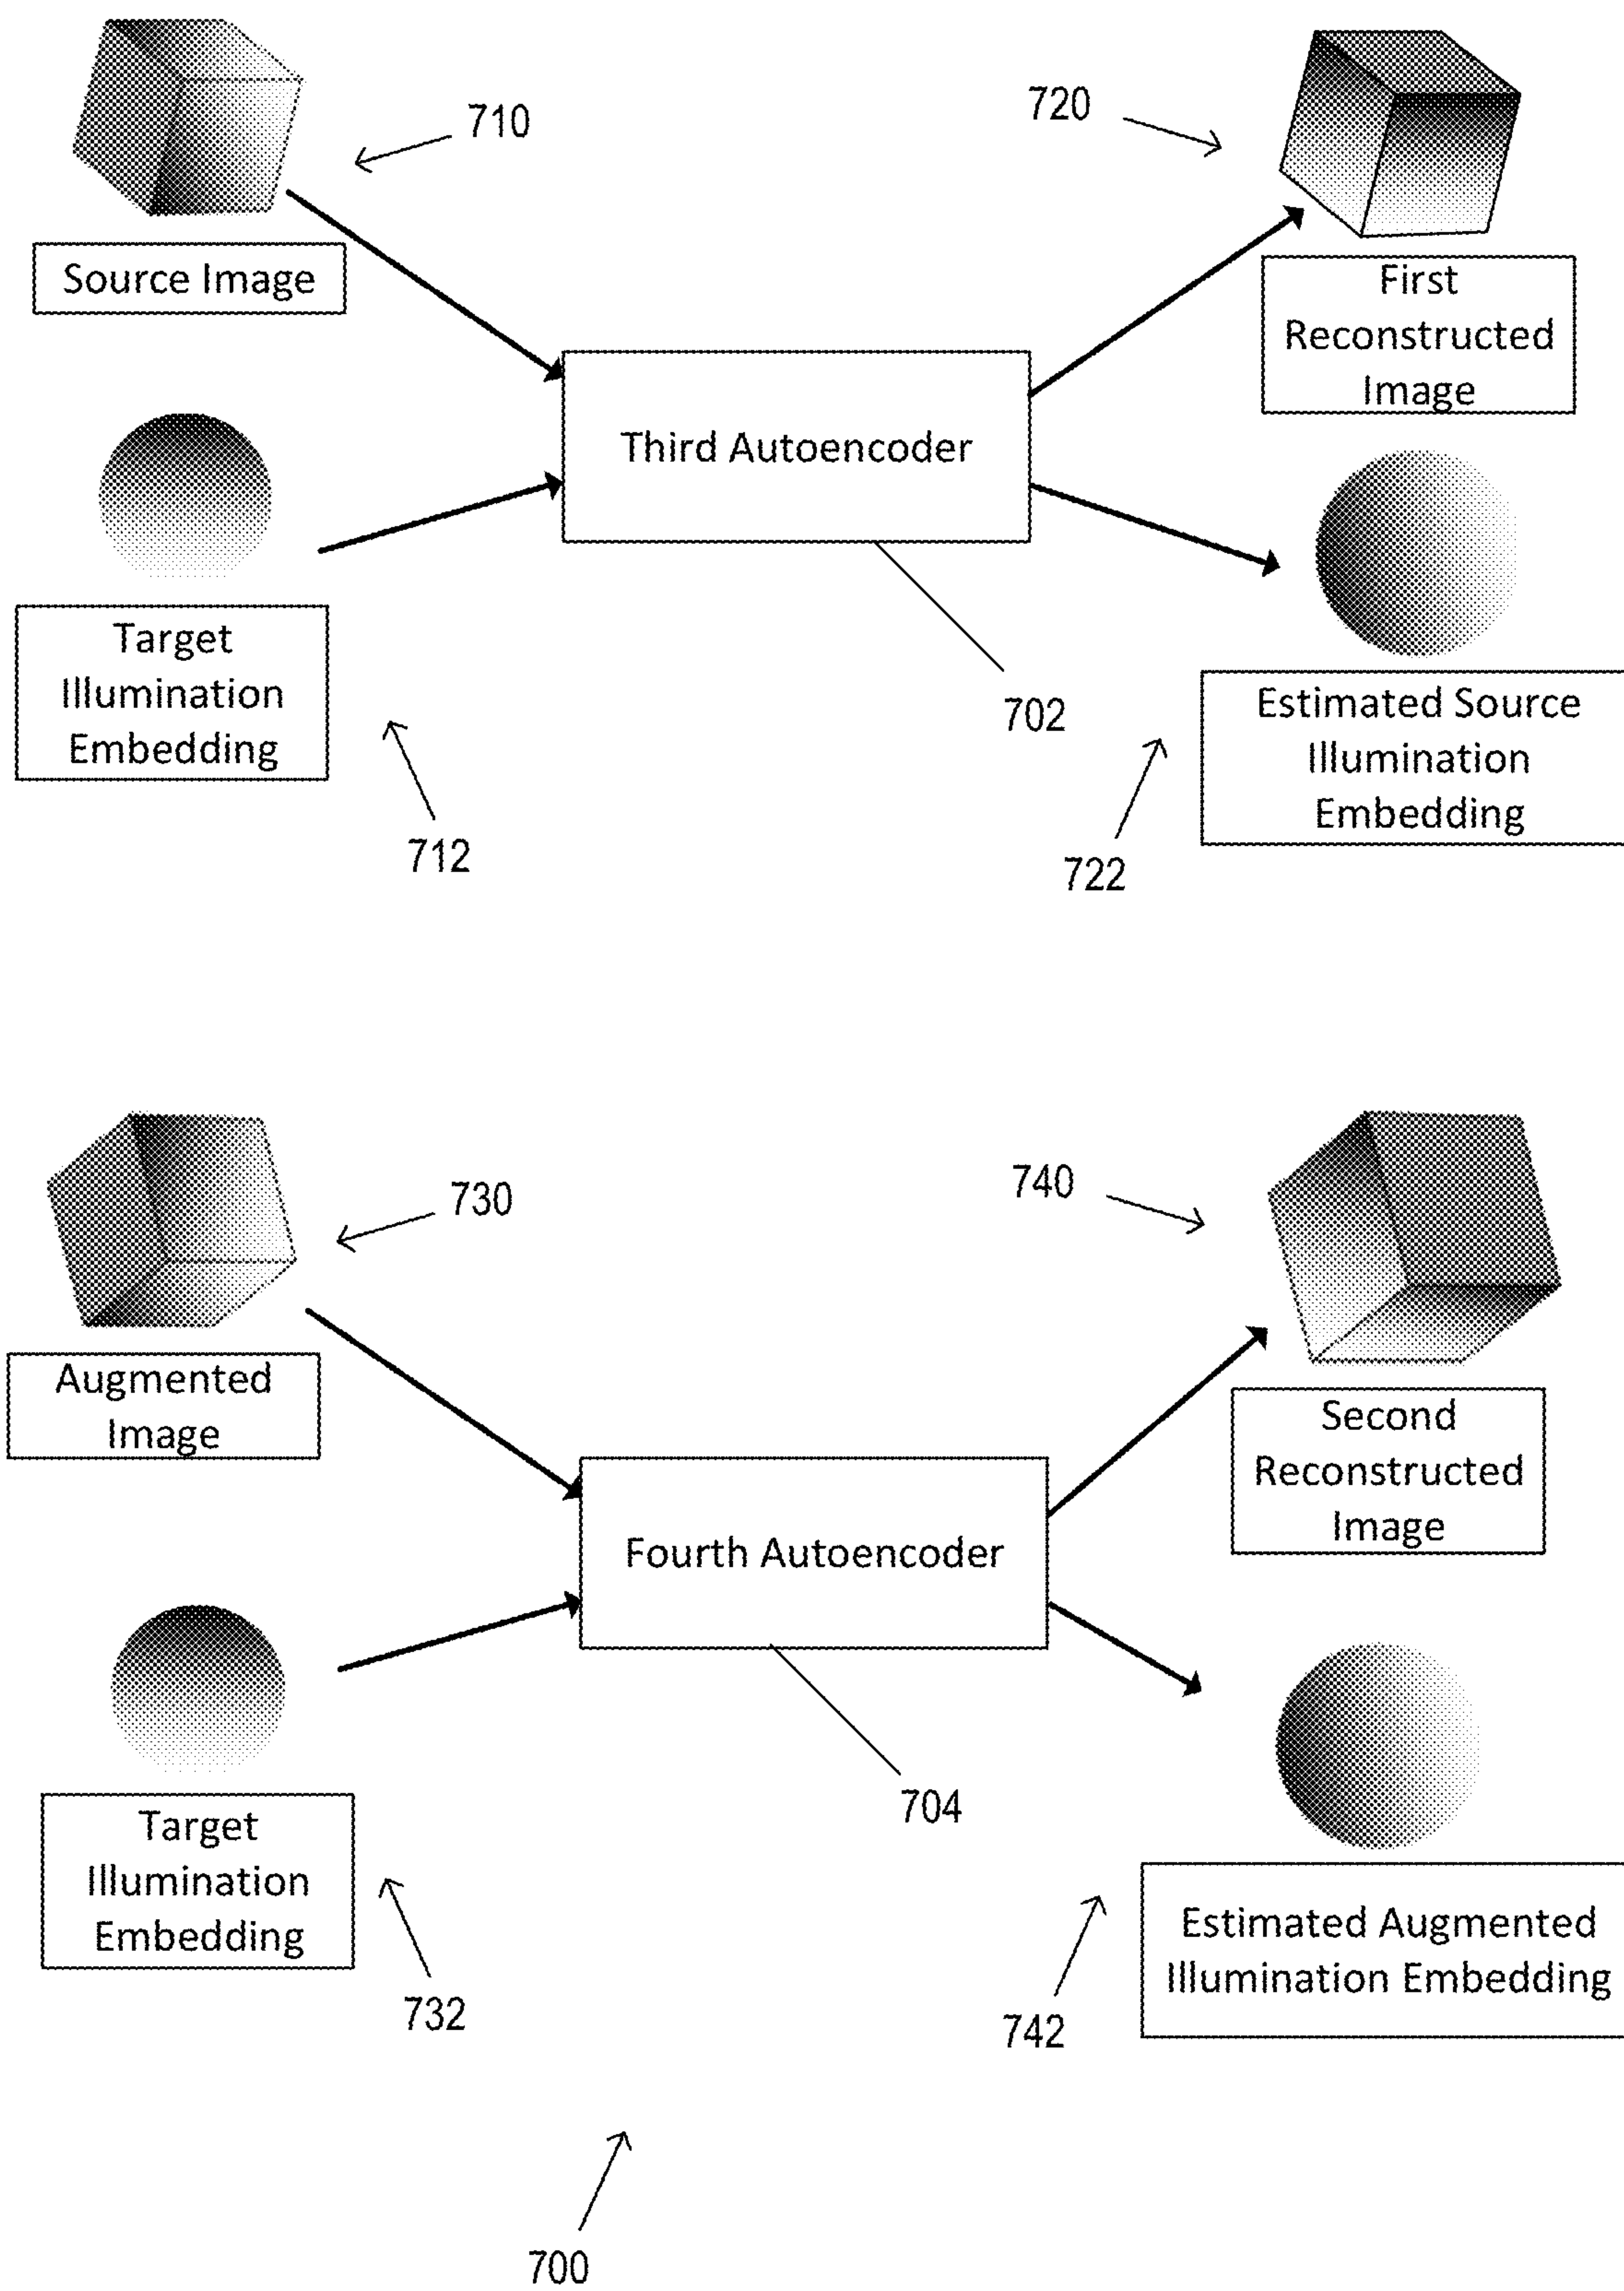 710
720
Source Image
First
Reconstructed
Image
Third Autoencoder
Target
Illumination
Embedding
702
Estimated Source
Illumination
Embedding
712
722
730
740
Augmented
Image
Second
Reconstructed
Image
Fourth Autoencoder
704
Target
Illumination
Embedding
Estimated Augmented
Illumination Embedding
732
742
700